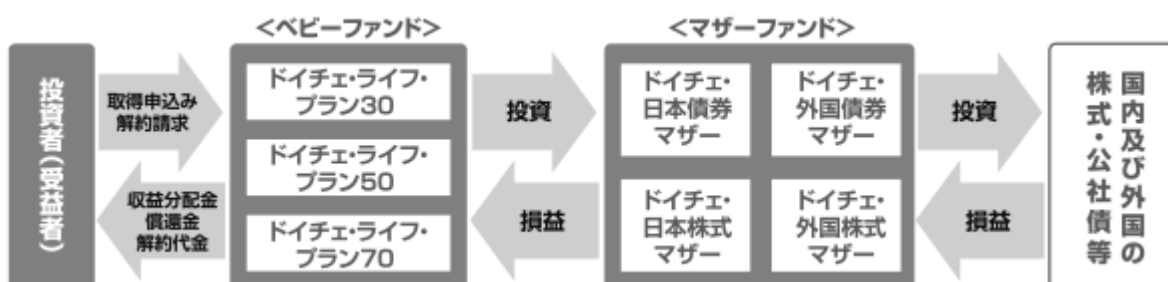 <ベビーファンド>
<マザーファンド>
投資者(受益者)
取得申込み
解約請求
収益分配金
償還金
解約代金
ドイチェ・ライフ・
プラン30
ドイチェ・ライフ・
プラン50
ドイチェ・ライフ・
プラン70
投資
損益
ドイチェ・
日本債券
マザー
ドイチェ・
外国債券
マザー
ドイチェ・
日本株式
マザー
ドイチェ・
外国株式
マザー
投資
損益
国内及び外国の
株式・公社債等